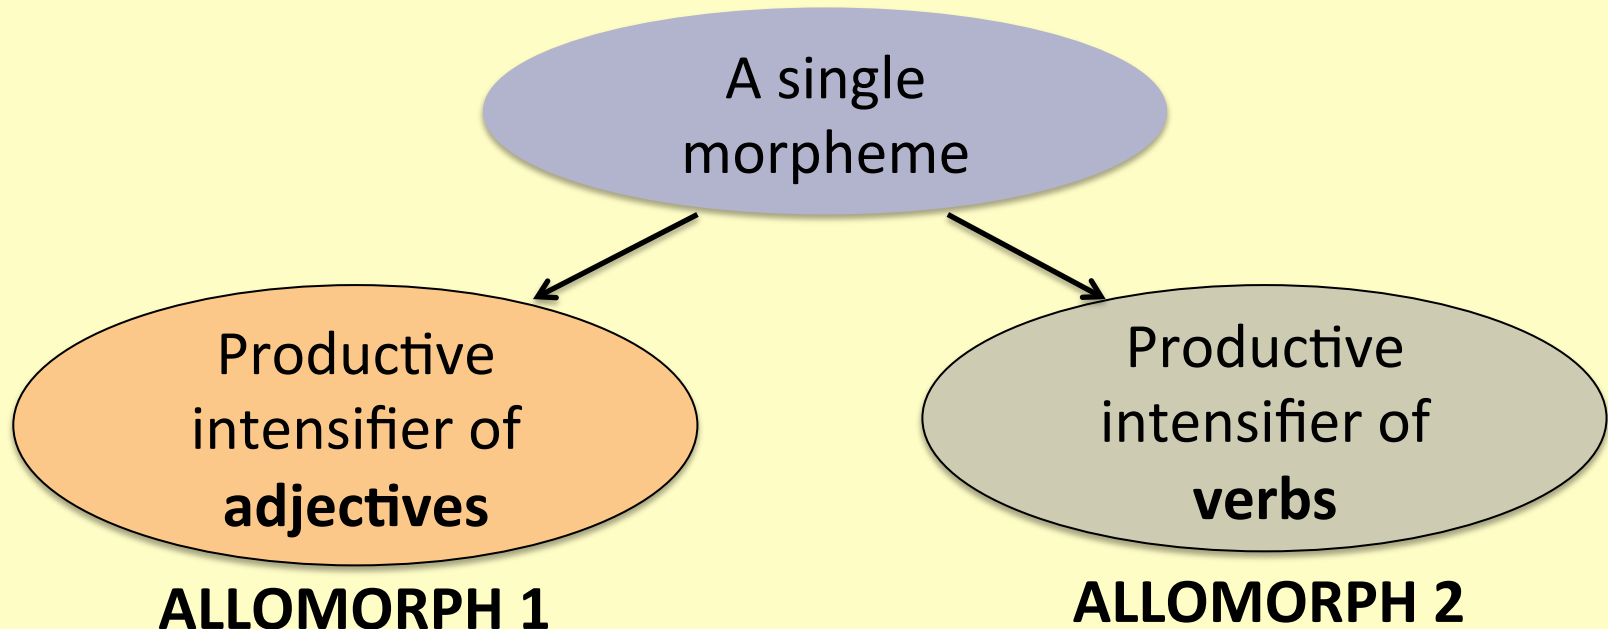 A single
morpheme
Productive
intensifier of
adjectives
ALLOMORPH 1
Productive
intensifier of
verbs
ALLOMORPH 2